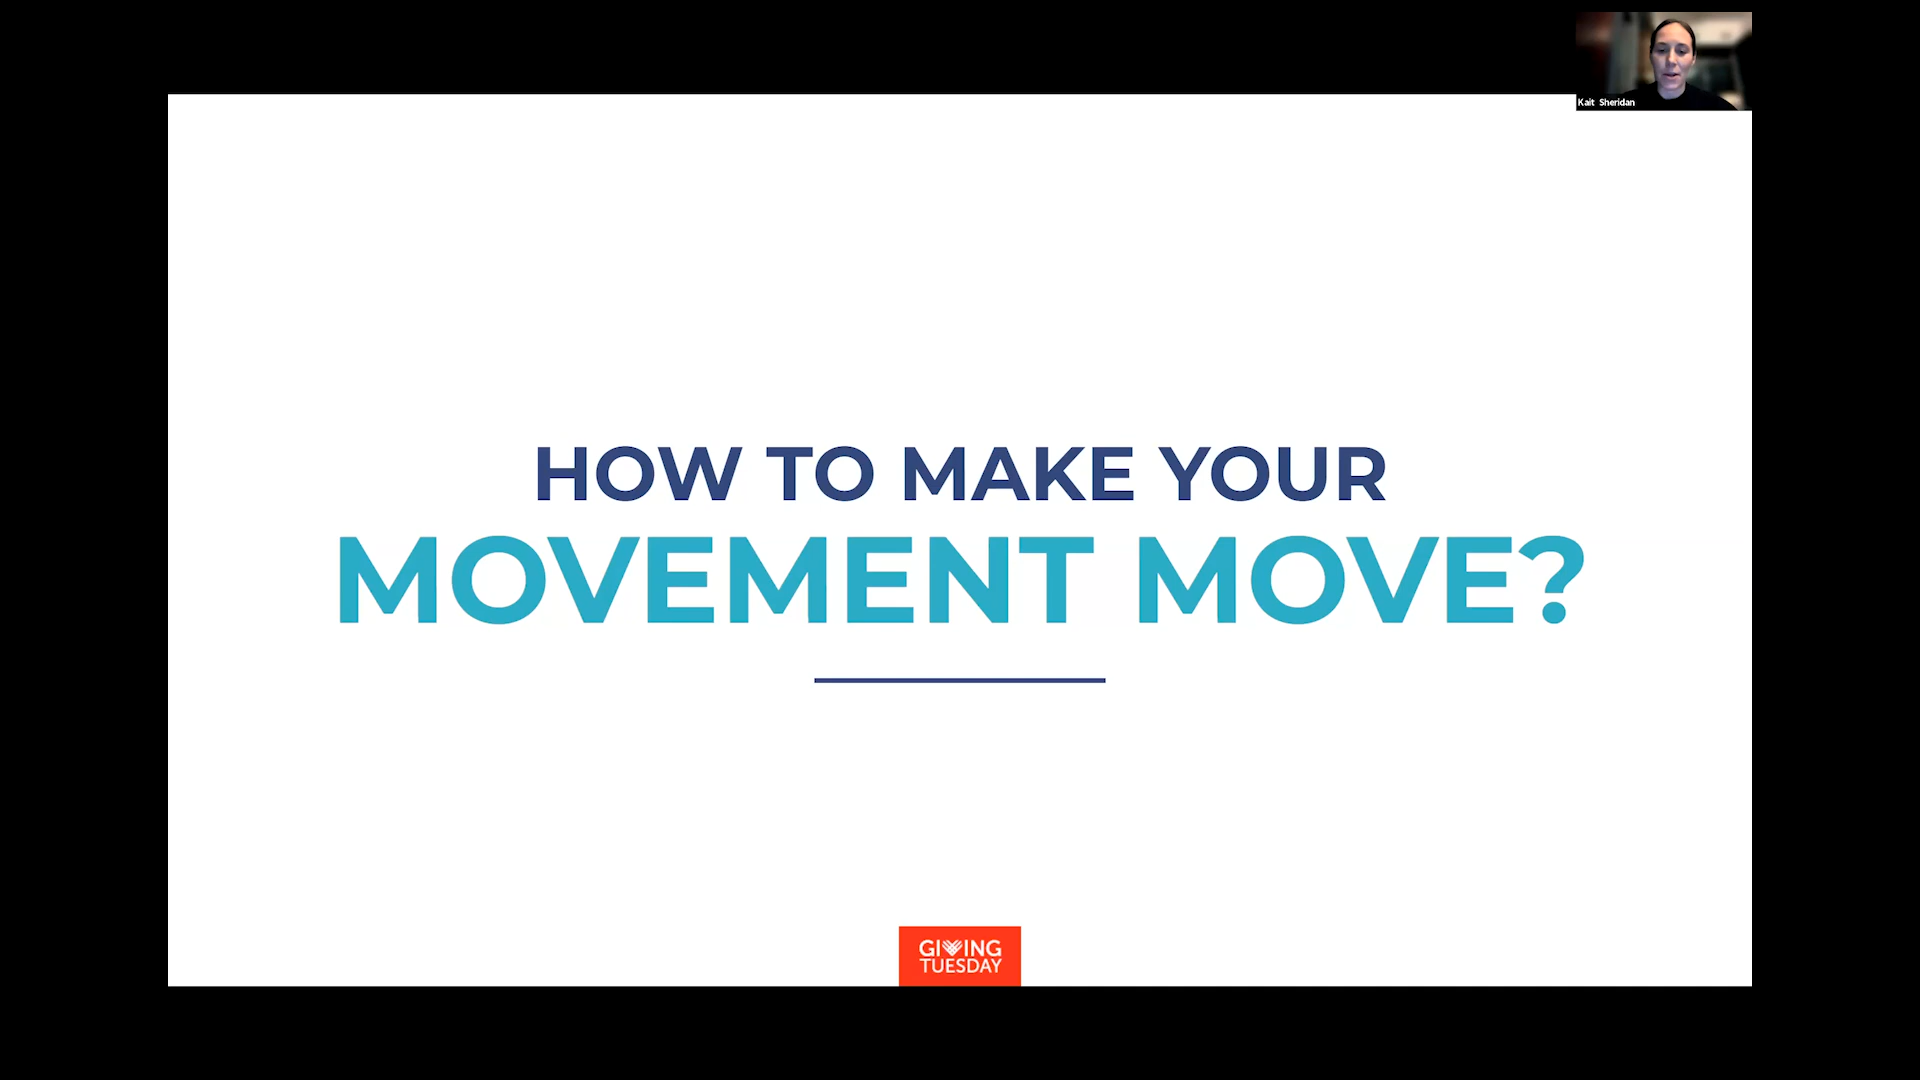 Kait Sheridan
HOW TO MAKE YOUR
MOVEMENT MOVE?
GIVING
TUESDAY